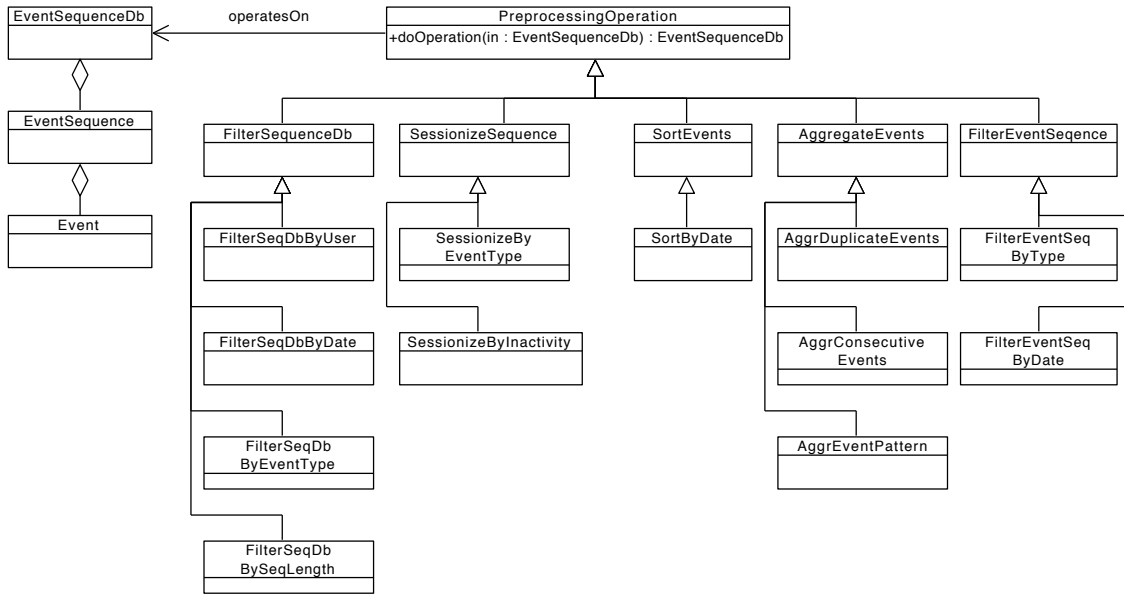 EventSequenceDb
operatesOn
PreprocessingOperation
+doOperation(in : EventSequenceDb) : EventSequenceDb
EventSequence
FilterSequenceDb
SessionizeSequence
SortEvents
AggregateEvents
FilterEventSeqence
Event
FilterSeqDbByUser
SessionizeBy
EventType
SortByDate
AggrDuplicateEvents
FilterEventSeq
ByType
FilterSeqDbByDate
SessionizeByInactivity
AggrConsecutive
Events
FilterEventSeq
ByDate
FilterSeqDb
ByEventType
AggrEventPattern
FilterSeqDb
BySeqLength